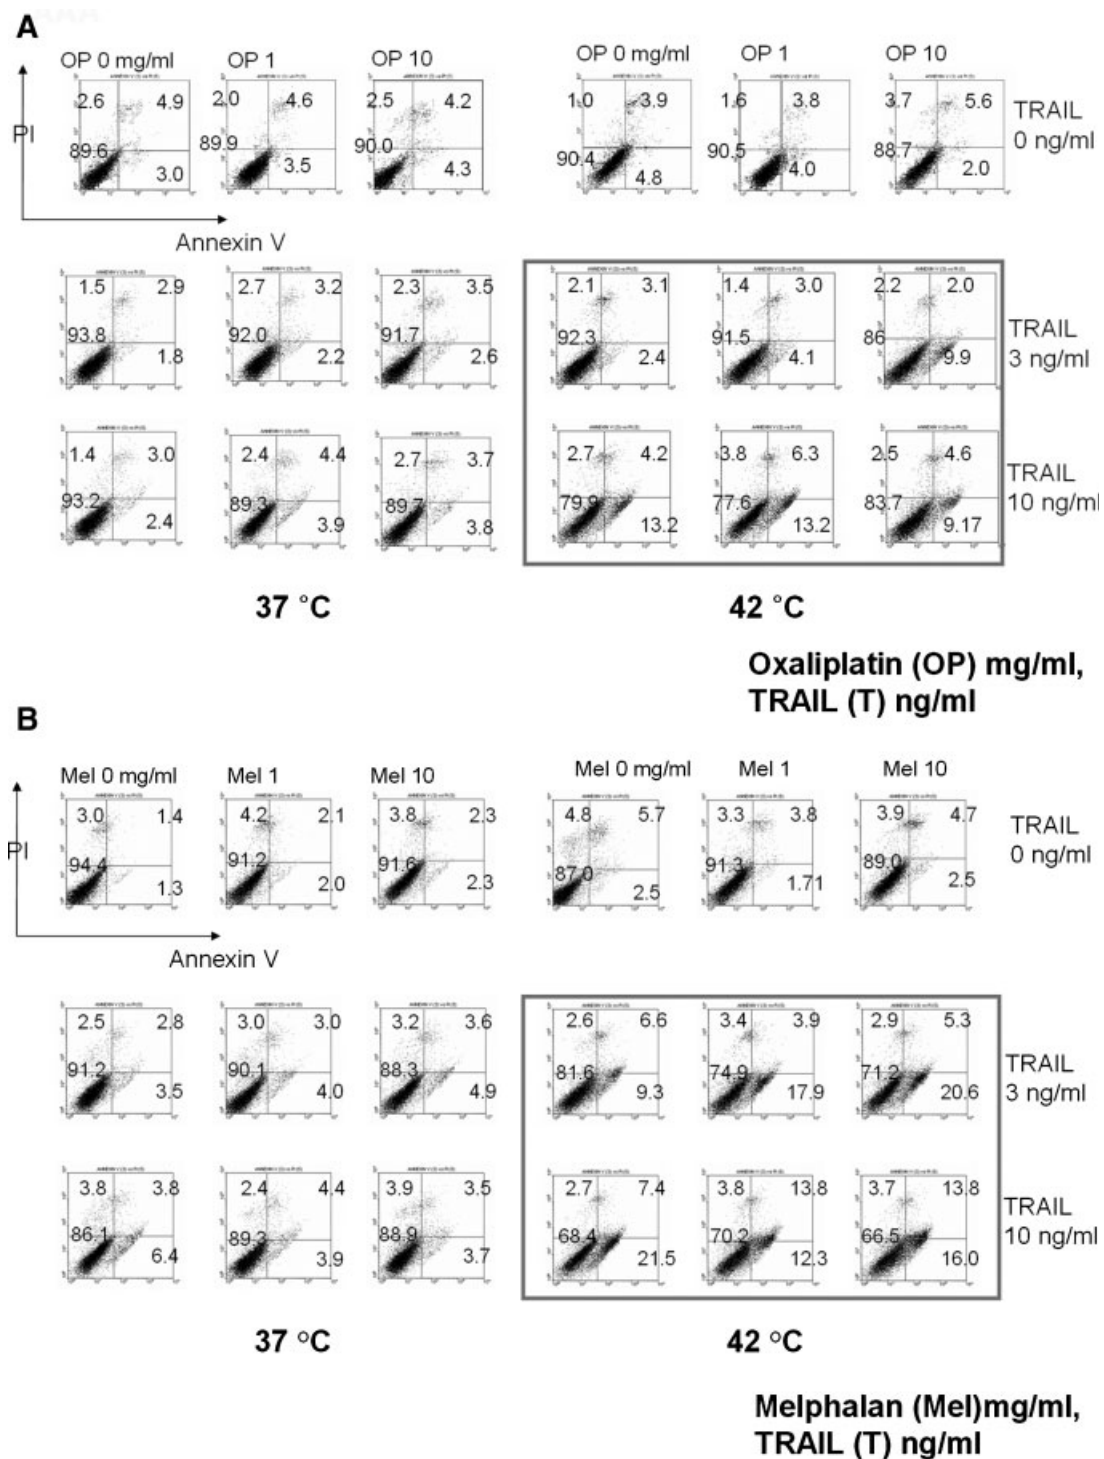 A
OP 0 mg/ml OP 1 OP 10 OP 0 mg/ml OP 1 OP 10
2.6 4.9 2.0 4.6 2.5 4.2 1.0 3.9 1.6 3.8 3.7 5.6 TRAIL
PI 0 ng/ml
89.6 89.9 90.0 90.4 90.5 88.7
3.0 3.5 4.3 4.8 4.0 2.0
Annexin V
1.5 2.9 2.7 3.2 2.3 3.5 2.1 3.1 1.4 3.0 2.2 2.0 TRAIL
93.8 92.0 91.7 92.3 91.5 86 3 ng/ml
1.8 2.2 2.6 2.4 4.1 9.9
1.4 3.0 2.4 4.4 2.7 3.7 2.7 4.2 3.8 6.3 2.5 4.6 TRAIL
93.2 89.3 89.7 79.9 77.6 83.7 10 ng/ml
2.4 3.9 3.8 13.2 13.2 9.17
37 °C 42 °C
Oxaliplatin (OP) mg/ml,
TRAIL (T) ng/ml
B
Mel 0 mg/ml Mel 1 Mel 10 Mel 0 mg/ml Mel 1 Mel 10
3.0 1.4 4.2 2.1 3.8 2.3 4.8 5.7 3.3 3.8 3.9 4.7 TRAIL
PI 0 ng/ml
94.4 91.2 91.6 87.0 91.3 89.0
1.3 2.0 2.3 2.5 1.71 2.5
Annexin V
2.5 2.8 3.0 3.0 3.2 3.6 2.6 6.6 3.4 3.9 2.9 5.3 TRAIL
91.2 90.1 88.3 81.6 74.9 71.2 3 ng/ml
3.5 4.0 4.9 9.3 17.9 20.6
3.8 3.8 2.4 4.4 3.9 3.5 2.7 7.4 3.8 13.8 3.7 13.8 TRAIL
86.1 89.3 88.9 68.4 70.2 66.5 10 ng/ml
6.4 3.9 3.7 21.5 12.3 16.0
37 °C 42 °C
Melphalan (Mel)mg/ml,
TRAIL (T) ng/ml